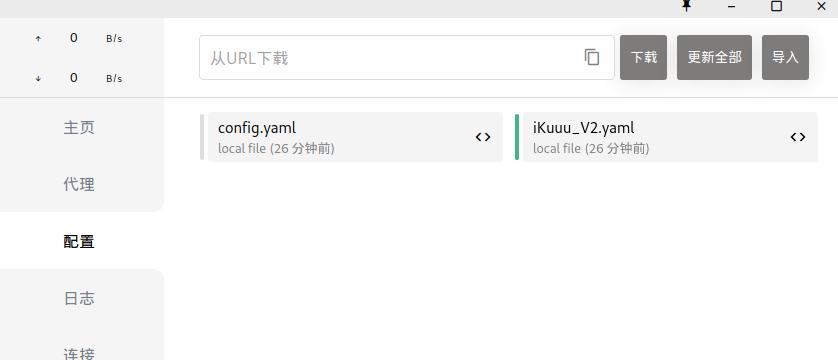 ↑ 0 B/s
↓ 0 B/s
从URL下载
下载
更新全部
导入
主页
代理
配置
日志
连接
config.yaml
local file (26 分钟前)
iKuuu_V2.yaml
local file (26 分钟前)